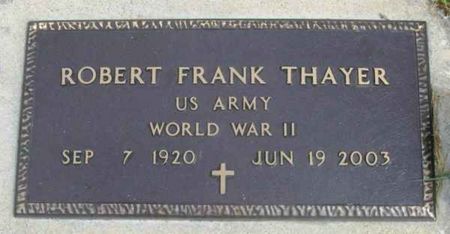 ROBERT FRANK THAYER
US ARMY
WORLD WAR II
SEP 7 1920 JUN 19 2003